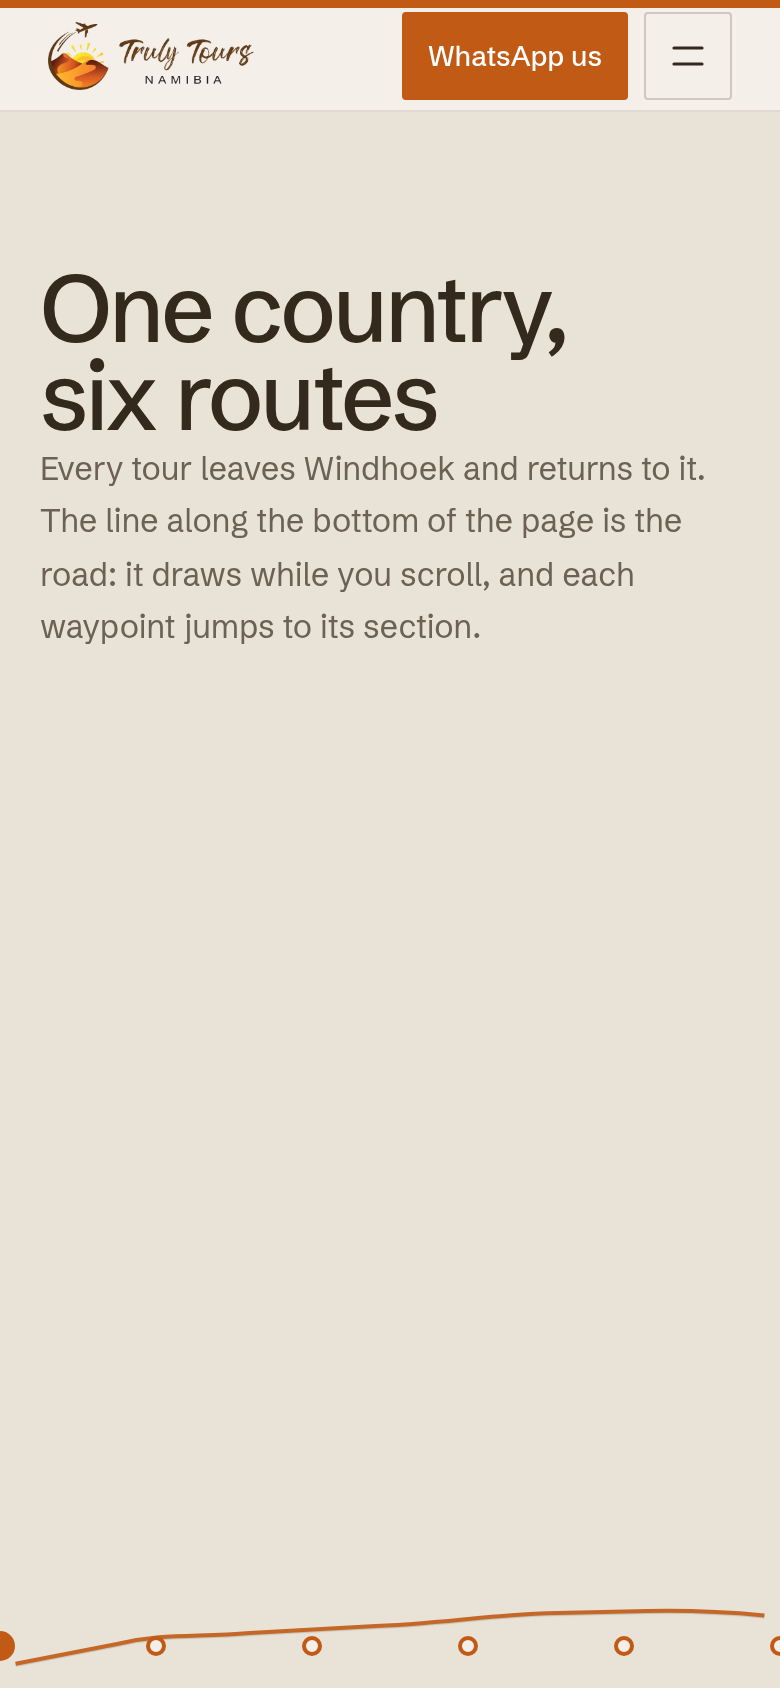 Truly Tours
NAMIBIA
WhatsApp us
One country,
six routes
Every tour leaves Windhoek and returns to it.
The line along the bottom of the page is the
road: it draws while you scroll, and each
waypoint jumps to its section.